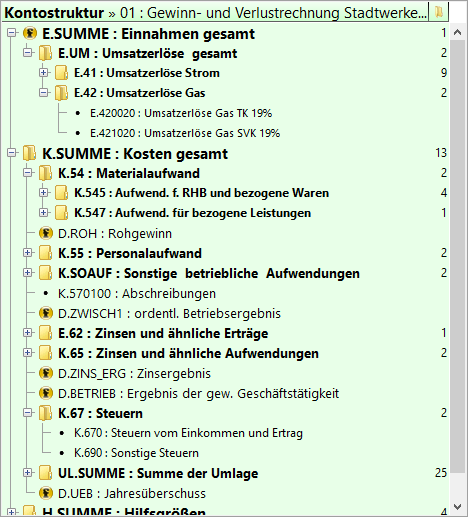 Kontostruktur » 01 : Gewinn- und Verlustrechnung Stadtwerke...
E.SUMME : Einnahmen gesamt 1
E.UM : Umsatzerlöse gesamt 2
E.41 : Umsatzerlöse Strom 9
E.42 : Umsatzerlöse Gas 2
• E.420020 : Umsatzerlöse Gas TK 19%
• E.421020 : Umsatzerlöse Gas SVK 19%
K.SUMME : Kosten gesamt 13
K.54 : Materialaufwand 2
K.545 : Aufwend. f. RHB und bezogene Waren 4
K.547 : Aufwend. für bezogene Leistungen 1
D.ROH : Rohgewinn
K.55 : Personalaufwand 2
K.SOAUF : Sonstige betriebliche Aufwendungen 2
• K.570100 : Abschreibungen
D.ZWISCH1 : ordentl. Betriebsergebnis
E.62 : Zinsen und ähnliche Erträge 1
K.65 : Zinsen und ähnliche Aufwendungen 2
D.ZINS_ERG : Zinsergebnis
D.BETRIEB : Ergebnis der gew. Geschäftstätigkeit
K.67 : Steuern 2
• K.670 : Steuern vom Einkommen und Ertrag
• K.690 : Sonstige Steuern
UL.SUMME : Summe der Umlage 25
D.UEB : Jahresüberschuss
H.SUMME : Hilfsgrößen 4